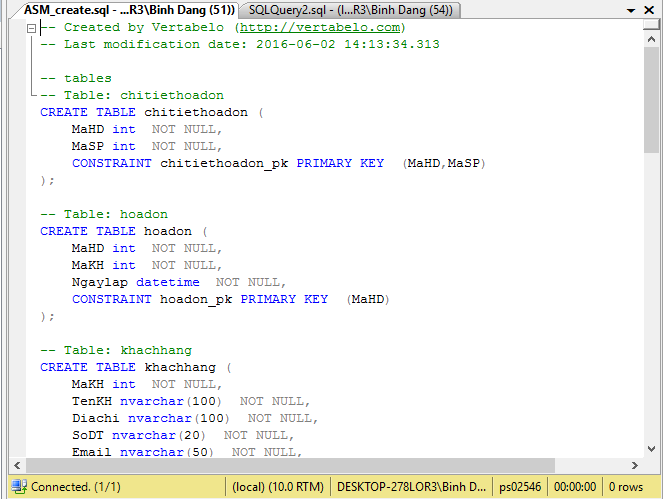 ASM_create.sql - ...R3\Binh Dang (51)) SQLQuery2.sql - (l...R3\Binh Dang (54))
-- Created by Vertabelo (http://vertabelo.com)
-- Last modification date: 2016-06-02 14:13:34.313
-- tables
-- Table: chitiethoadon
CREATE TABLE chitiethoadon (
MaHD int  NOT NULL,
MaSP int  NOT NULL,
CONSTRAINT chitiethoadon_pk PRIMARY KEY  (MaHD,MaSP)
);
-- Table: hoadon
CREATE TABLE hoadon (
MaHD int  NOT NULL,
MaKH int  NOT NULL,
Ngaylap datetime  NOT NULL,
CONSTRAINT hoadon_pk PRIMARY KEY  (MaHD)
);
-- Table: khachhang
CREATE TABLE khachhang (
MaKH int  NOT NULL,
TenKH nvarchar(100)  NOT NULL,
Diachi nvarchar(100)  NOT NULL,
SoDT nvarchar(20)  NOT NULL,
Email nvarchar(50)  NOT NULL,
Connected. (1/1) (local) (10.0 RTM) DESKTOP-278LOR3\Binh D... ps02546 00:00:00 0 rows